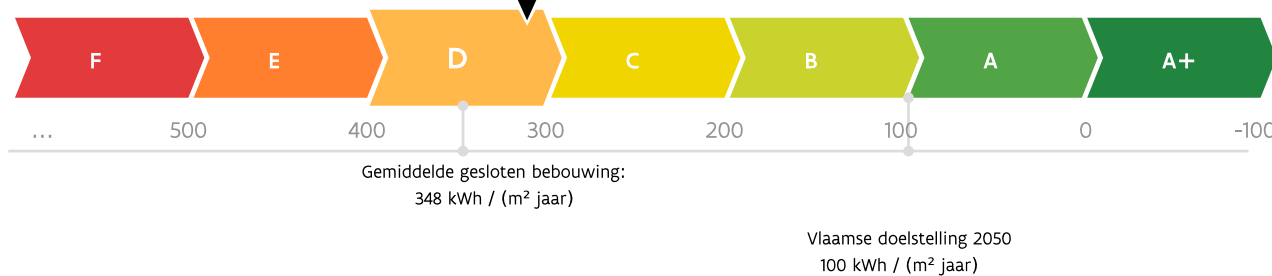 F E D C B A A+
... 500 400 300 200 100 0 -100
Gemiddelde gesloten bebouwing:
348 kWh / (m² jaar)
Vlaamse doelstelling 2050
100 kWh / (m² jaar)